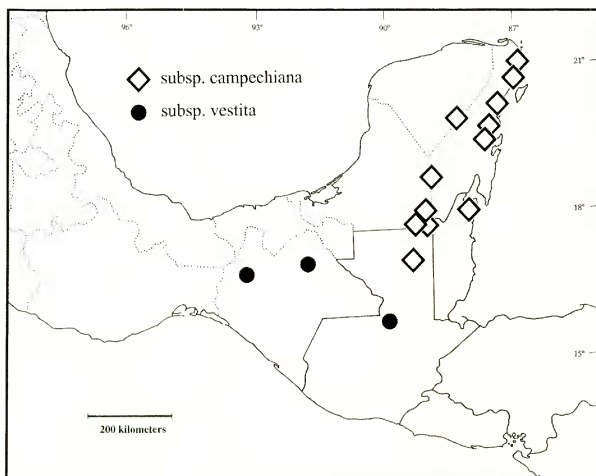 96° 93° 90° 87°
subsp. campechiana
21°
subsp. vestita
18°
15°
200 kilometers